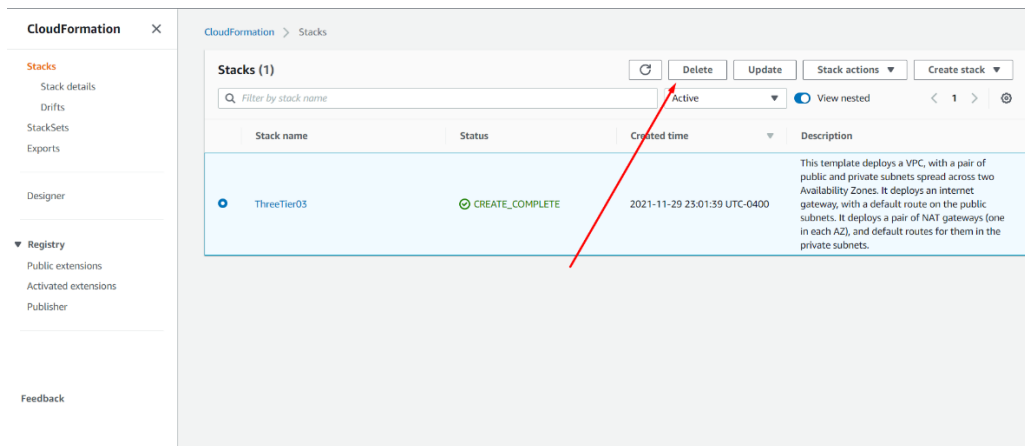 CloudFormation
Stacks
Stack details
Drifts
StackSets
Exports
Designer
Registry
Public extensions
Activated extensions
Publisher
Feedback
CloudFormation > Stacks
Stacks (1)
Delete
Update
Stack actions
Create stack
Filter by stack name
Active
View nested
1
Stack name
Status
Created time
Description
ThreeTier03
CREATE_COMPLETE
2021-11-29 23:01:39 UTC-0400
This template deploys a VPC, with a pair of
public and private subnets spread across two
Availability Zones. It deploys an internet
gateway, with a default route on the public
subnets. It deploys a pair of NAT gateways (one
in each AZ), and default routes for them in the
private subnets.